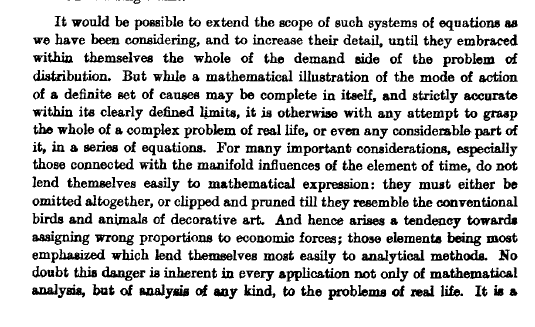 It would be possible to extend the scope of such systems of equations as
we have been considering, and to increase their detail, until they embraced
within themselves the whole of the demand side of the problem of
distribution. But while a mathematical illustration of the mode of action
of a definite set of causes may be complete in itself, and strictly accurate
within its clearly defined limits, it is otherwise with any attempt to grasp
the whole of a complex problem of real life, or even any considerable part of
it, in a series of equations. For many important considerations, especially
those connected with the manifold influences of the element of time, do not
lend themselves easily to mathematical expression: they must either be
omitted altogether, or clipped and pruned till they resemble the conventional
birds and animals of decorative art. And hence arises a tendency towards
assigning wrong proportions to economic forces; those elements being most
emphasized which lend themselves most easily to analytical methods. No
doubt this danger is inherent in every application not only of mathematical
analysis, but of analysis of any kind, to the problems of real life. It is a